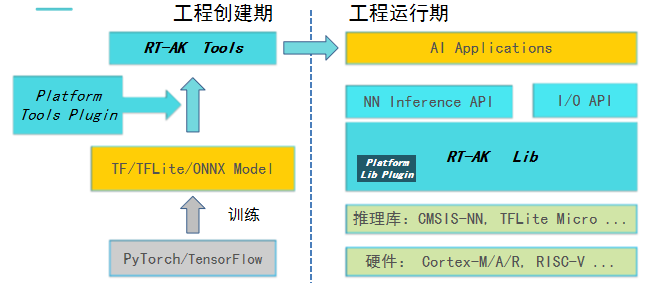 工程创建期
工程运行期
RT-AK Tools
AI Applications
Platform
Tools Plugin
NN Inference API
I/O API
RT-AK Lib
Platform
Lib Plugin
TF/TFLite/ONNX Model
训练
推理库：CMSIS-NN, TFLite Micro ...
PyTorch/TensorFlow
硬件： Cortex-M/A/R, RISC-V ...